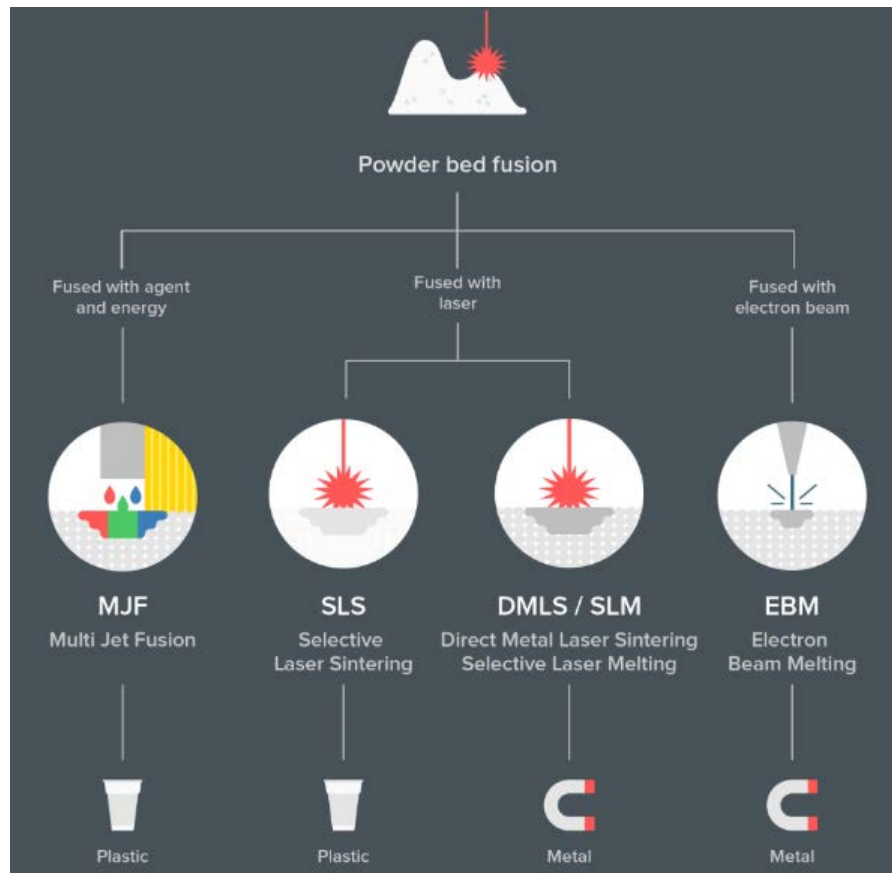 Powder bed fusion
Fused with agent
and energy
Fused with
laser
Fused with
electron beam
MJF
Multi Jet Fusion
SLS
Selective
Laser Sintering
DMLS / SLM
Direct Metal Laser Sintering
Selective Laser Melting
EBM
Electron
Beam Melting
Plastic
Plastic
Metal
Metal